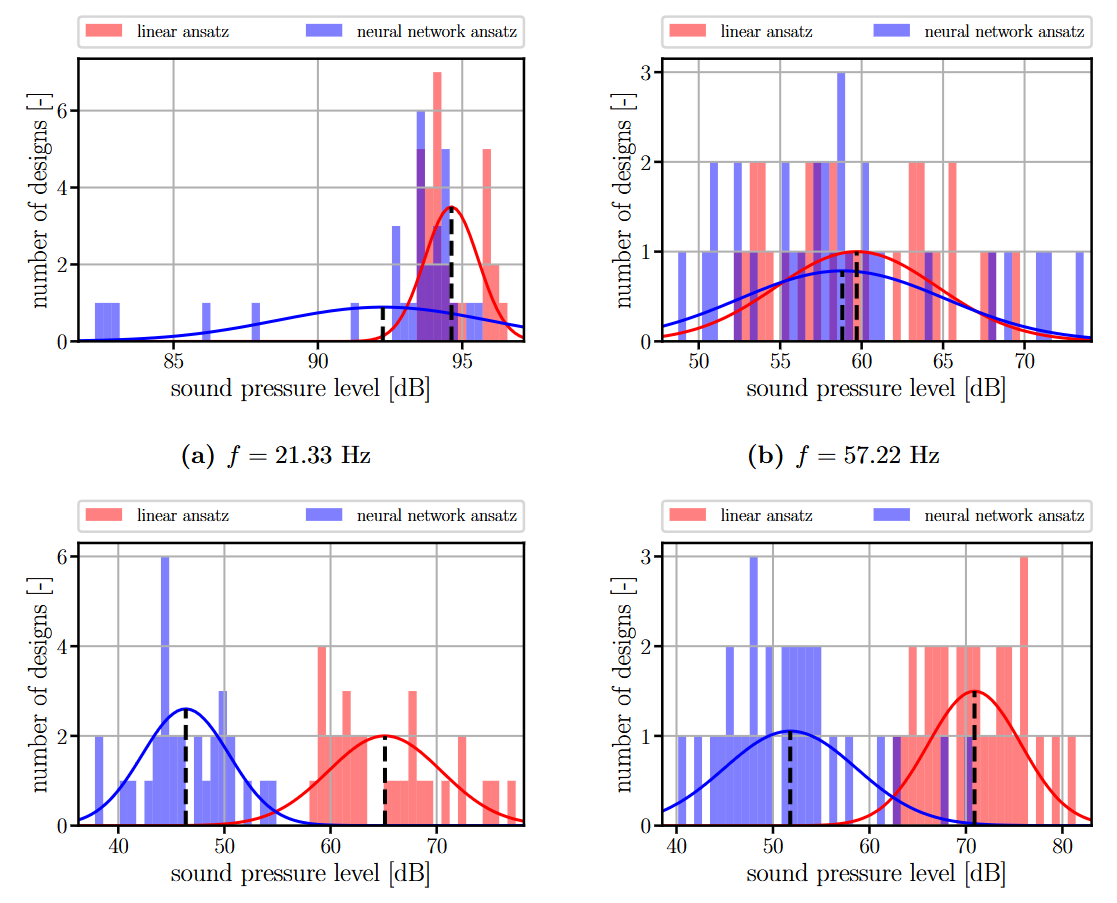 linear ansatz neural network ansatz
number of designs [-]
6
4
2
0
85 90 95
sound pressure level [dB]
(a) f = 21.33 Hz
linear ansatz neural network ansatz
number of designs [-]
3
2
1
0
50 55 60 65 70
sound pressure level [dB]
(b) f = 57.22 Hz
linear ansatz neural network ansatz
number of designs [-]
6
4
2
0
40 50 60 70
sound pressure level [dB]
linear ansatz neural network ansatz
number of designs [-]
3
2
1
0
40 50 60 70 80
sound pressure level [dB]